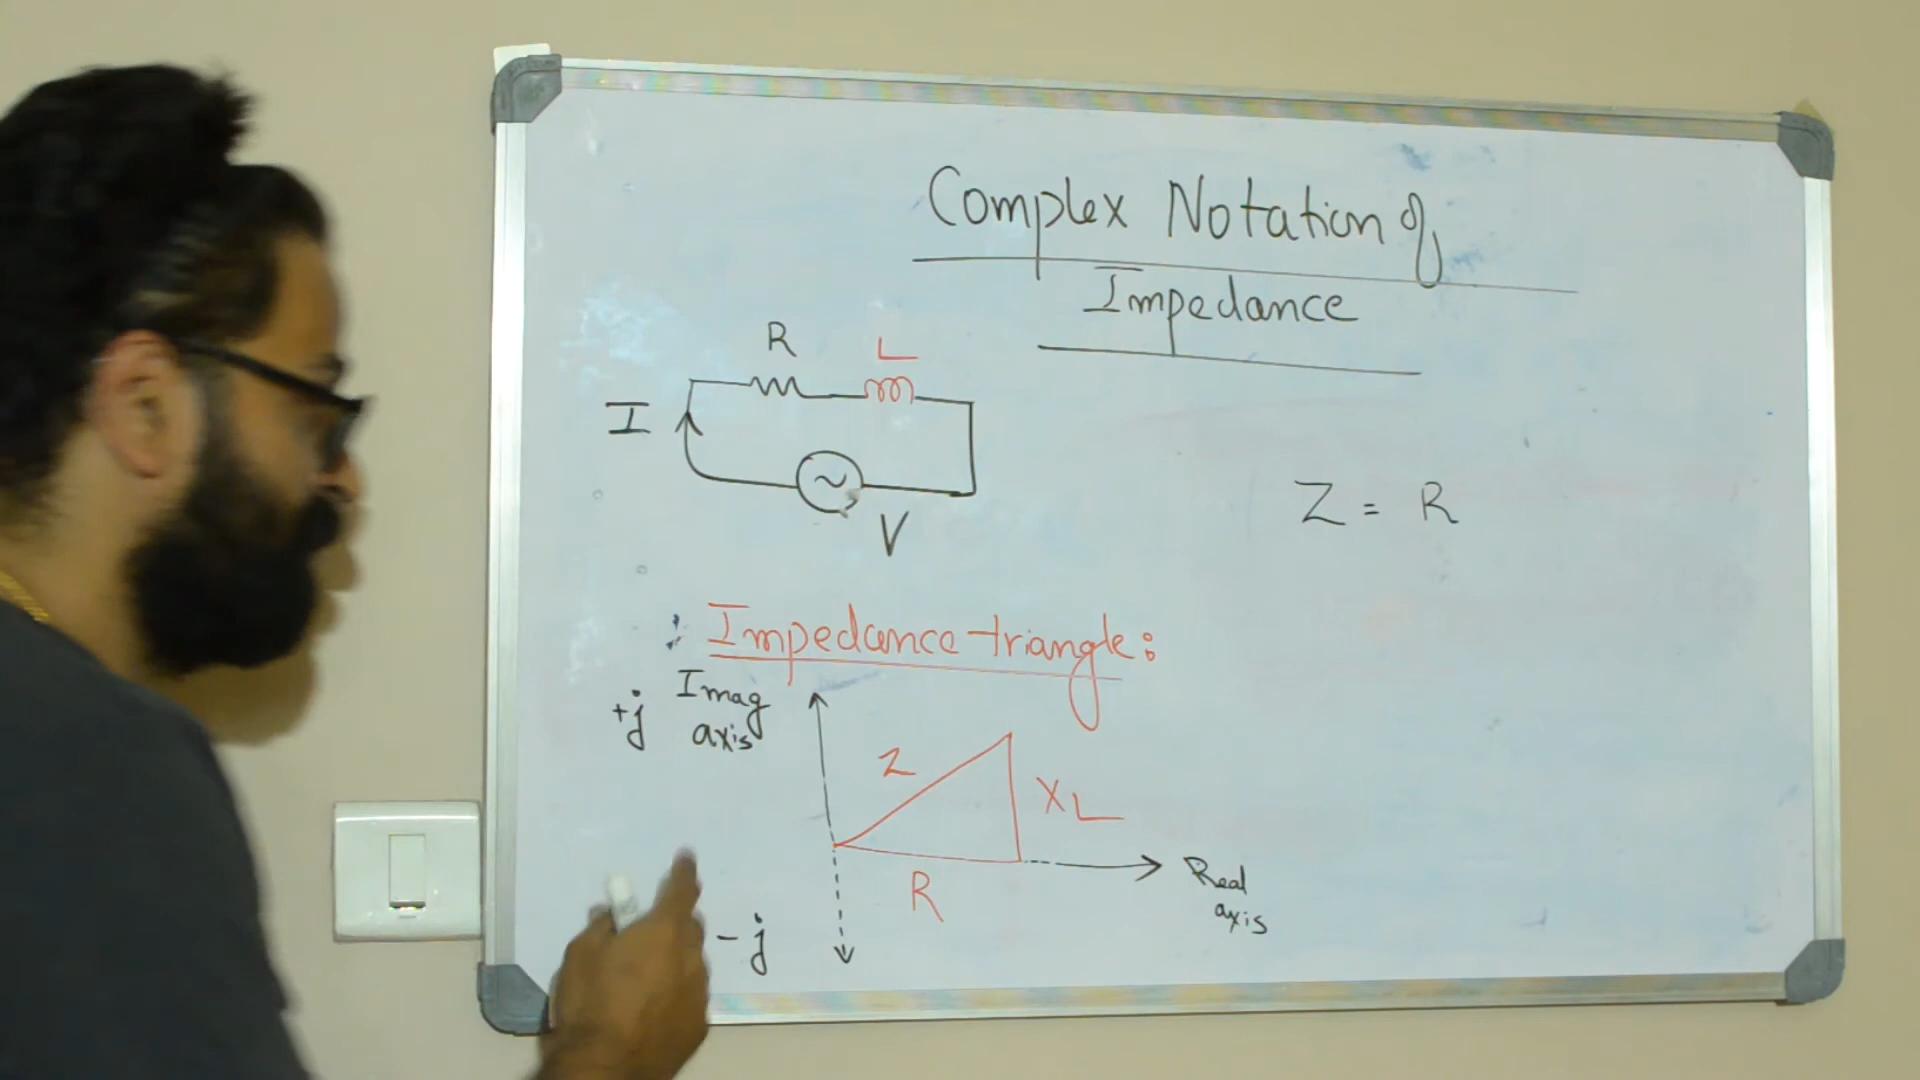 Complex Notation of
Impedance
R
L
I
~
V
Z = R
Impedance triangle:
+j
Imag
axis
Z
XL
R
Real
axis
-j